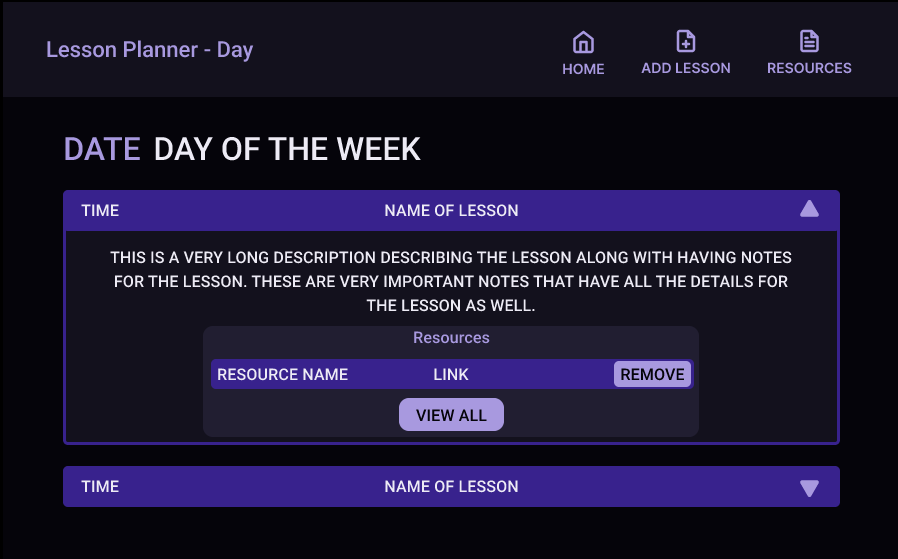 Lesson Planner - Day
HOME
ADD LESSON
RESOURCES
DATE DAY OF THE WEEK
TIME NAME OF LESSON
THIS IS A VERY LONG DESCRIPTION DESCRIBING THE LESSON ALONG WITH HAVING NOTES
FOR THE LESSON. THESE ARE VERY IMPORTANT NOTES THAT HAVE ALL THE DETAILS FOR
THE LESSON AS WELL.
Resources
RESOURCE NAME LINK REMOVE
VIEW ALL
TIME NAME OF LESSON